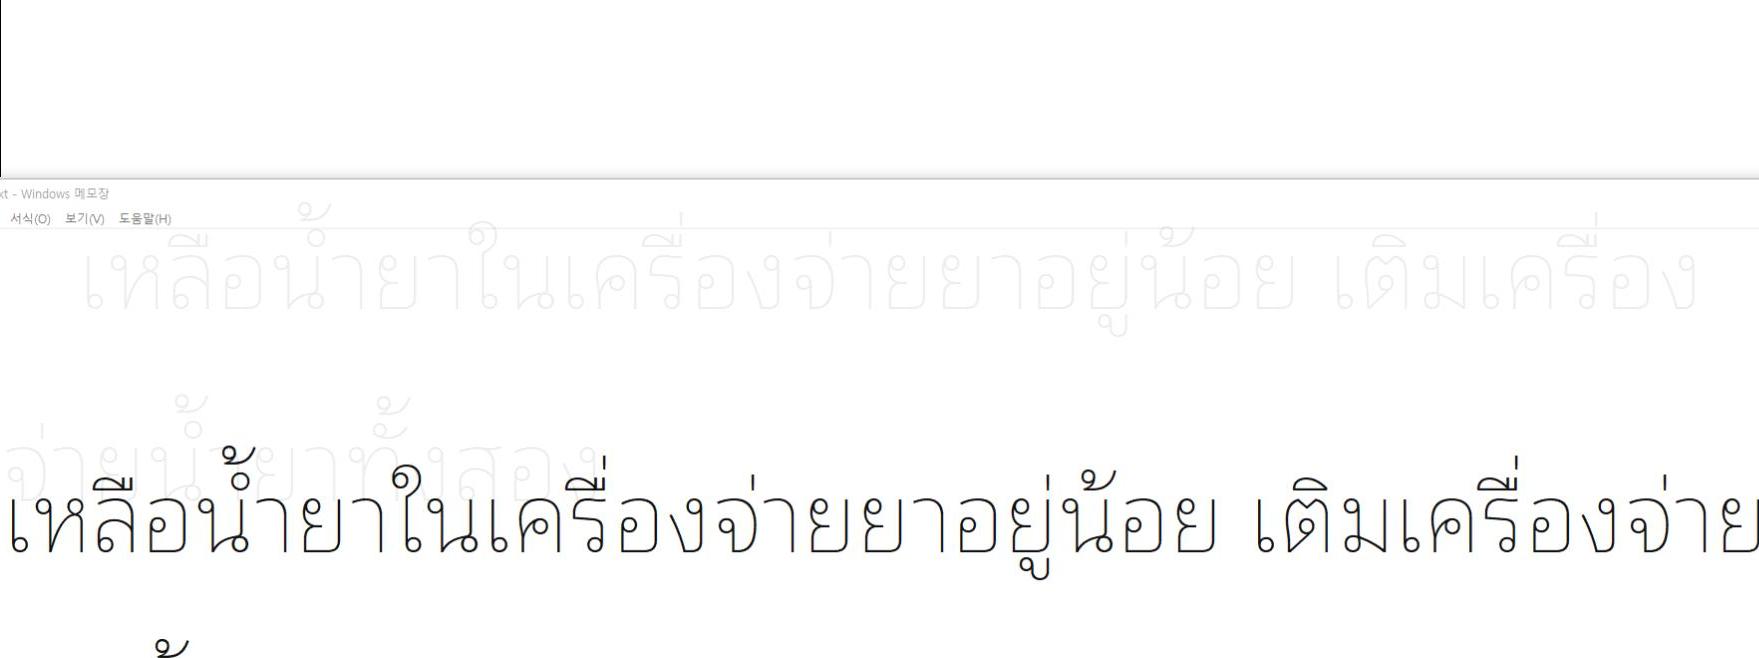 xt - Windows 메모장
서식(O) 보기(V) 도움말(H)
เหลือน้ำยาในเครื่องจ่ายยาอยู่น้อย เติมเครื่อง
จ่ายน้ำยาทั้งสอง
เหลือน้ำยาในเครื่องจ่ายยาอยู่น้อย เติมเครื่องจ่าย